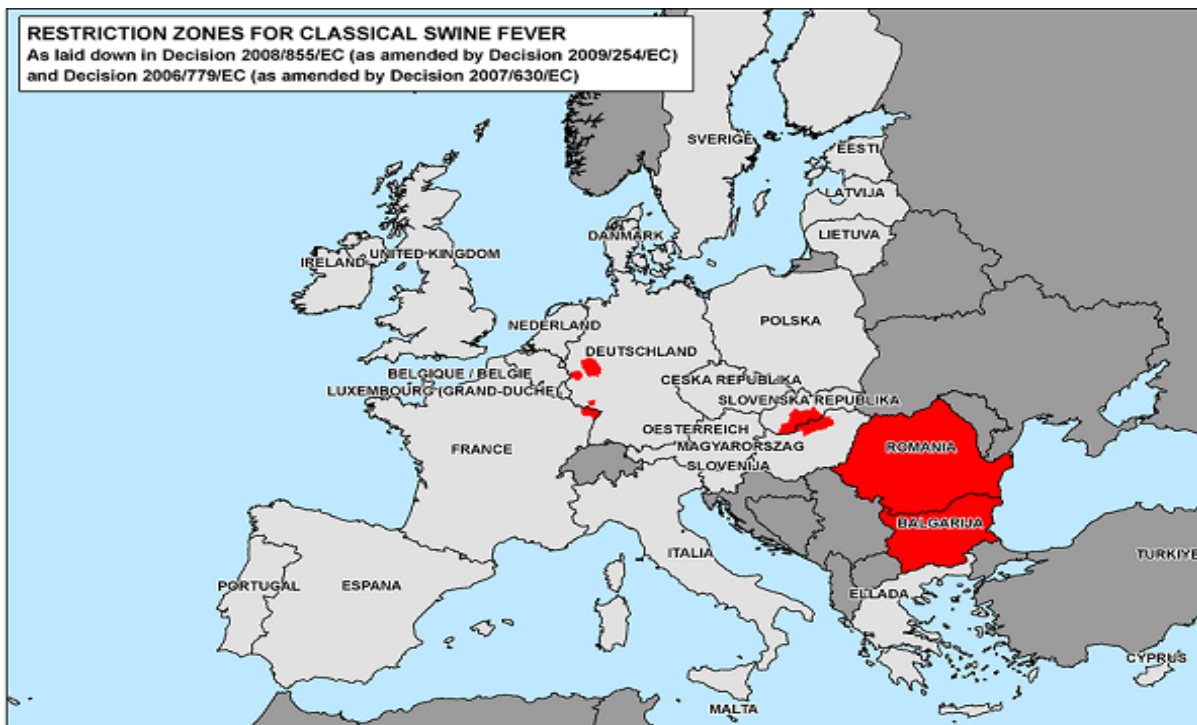 RESTRICTION ZONES FOR CLASSICAL SWINE FEVER
As laid down in Decision 2008/855/EC (as amended by Decision 2009/254/EC)
and Decision 2006/779/EC (as amended by Decision 2007/630/EC)
SVERIGE
EESTI
LATVIJA
LIETUVA
DANMARK
IRELAND
UNITED KINGDOM
NEDERLAND
POLSKA
DEUTSCHLAND
BELGIQUE / BELGIE
CESKA REPUBLIKA
LUXEMBOURG (GRAND-DUCHE)
SLOVENSKA REPUBLIKA
OESTERREICH
FRANCE
MAGYARORSZAG
ROMANIA
SLOVENIJA
BALGARIJA
ITALIA
TÜRKIYE
PORTUGAL
ESPANA
ELLADA
CYPRUS
MALTA